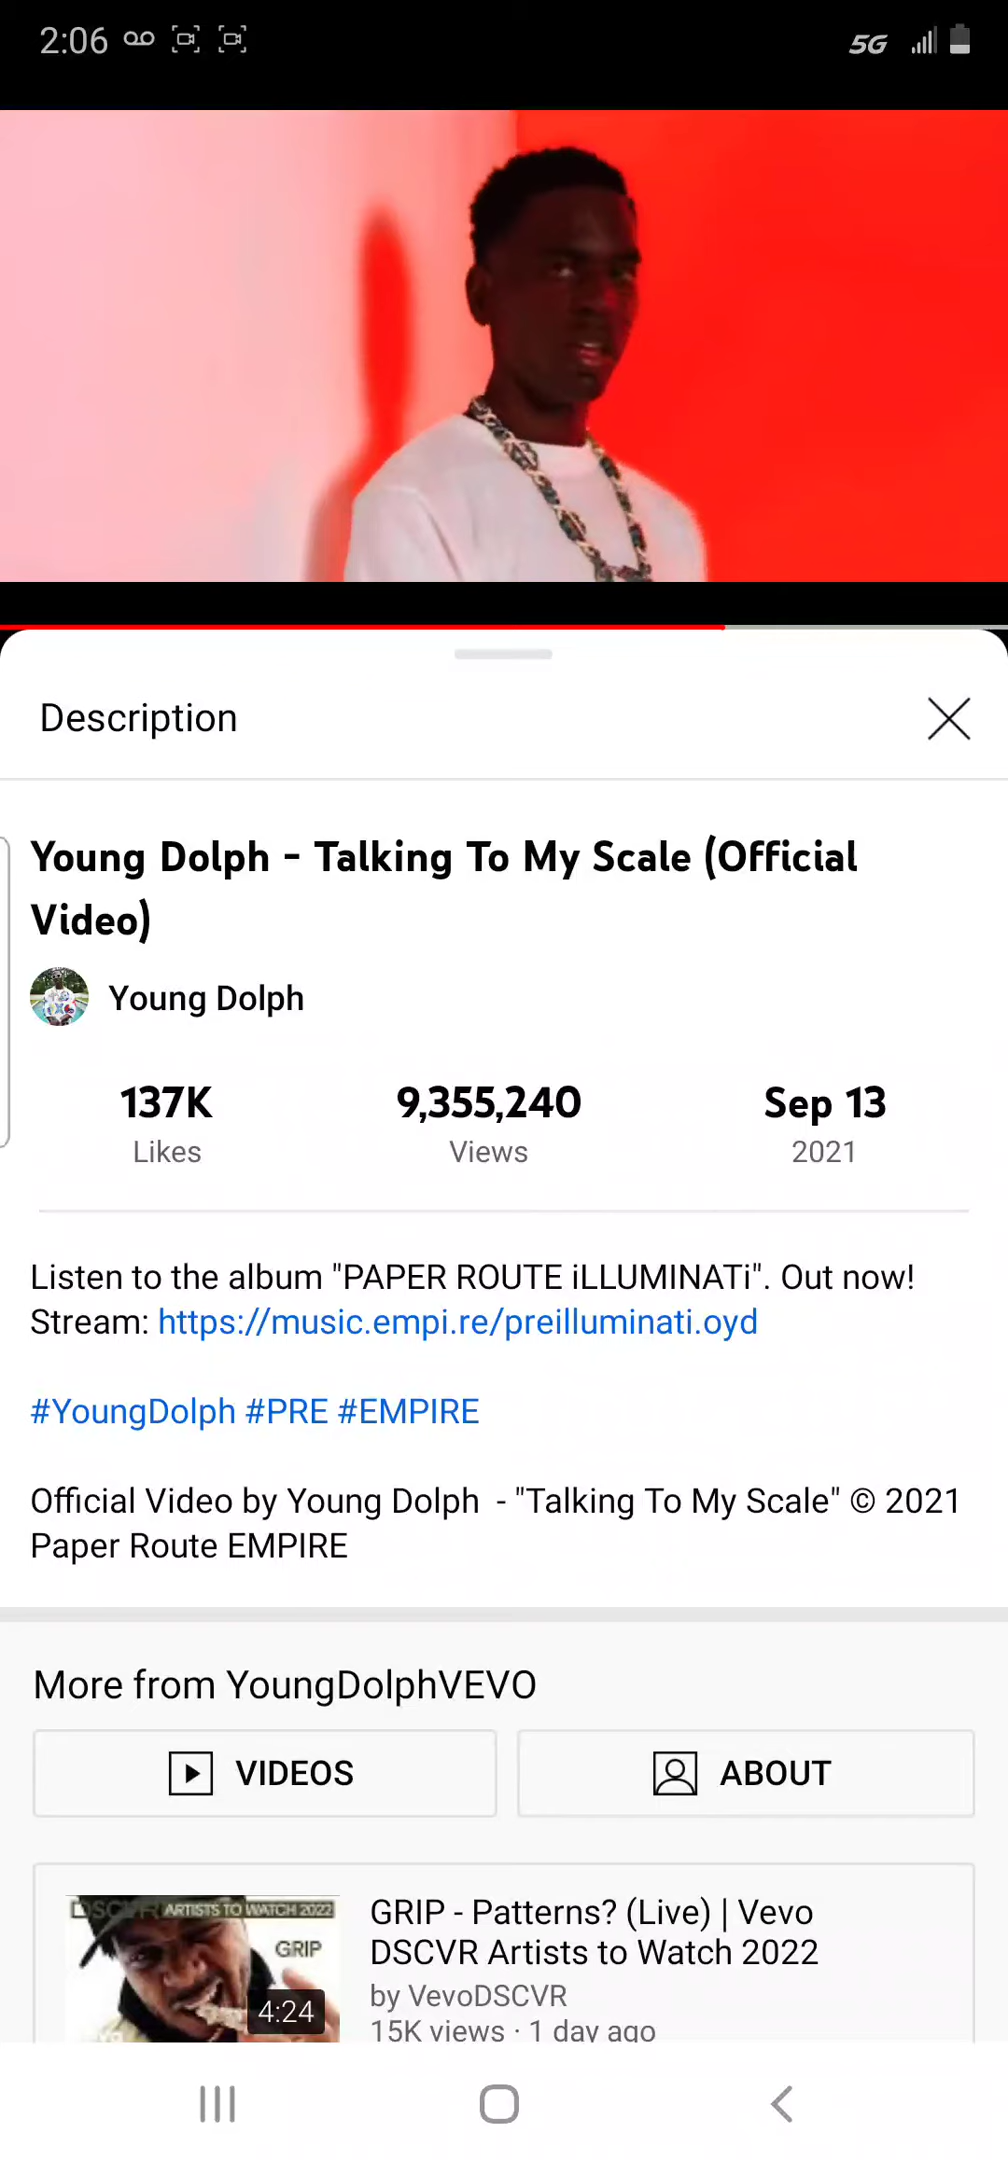 2:06
5G
Description
Young Dolph - Talking To My Scale (Official
Video)
Young Dolph
137K 9,355,240 Sep 13
Likes Views 2021
Listen to the album "PAPER ROUTE iLLUMINATi". Out now!
Stream: https://music.empi.re/preilluminati.oyd
#YoungDolph #PRE #EMPIRE
Official Video by Young Dolph - "Talking To My Scale" © 2021
Paper Route EMPIRE
More from YoungDolphVEVO
VIDEOS ABOUT
DSCVR ARTISTS TO WATCH 2022
GRIP
4:24
GRIP - Patterns? (Live) | Vevo
DSCVR Artists to Watch 2022
by VevoDSCVR
15K views · 1 day ago